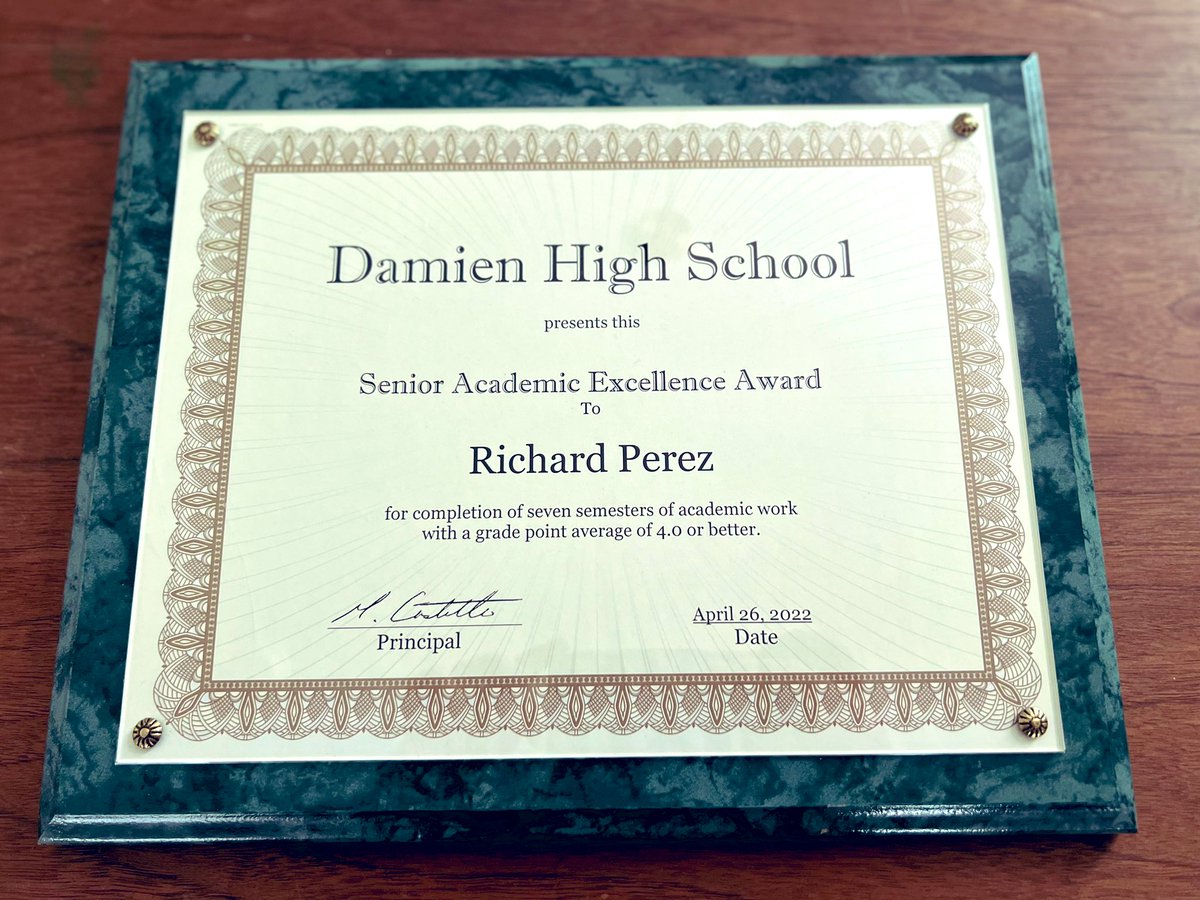 Damien High School
presents this
Senior Academic Excellence Award
To
Richard Perez
for completion of seven semesters of academic work
with a grade point average of 4.0 or better.
M. Costello April 26, 2022
Principal Date